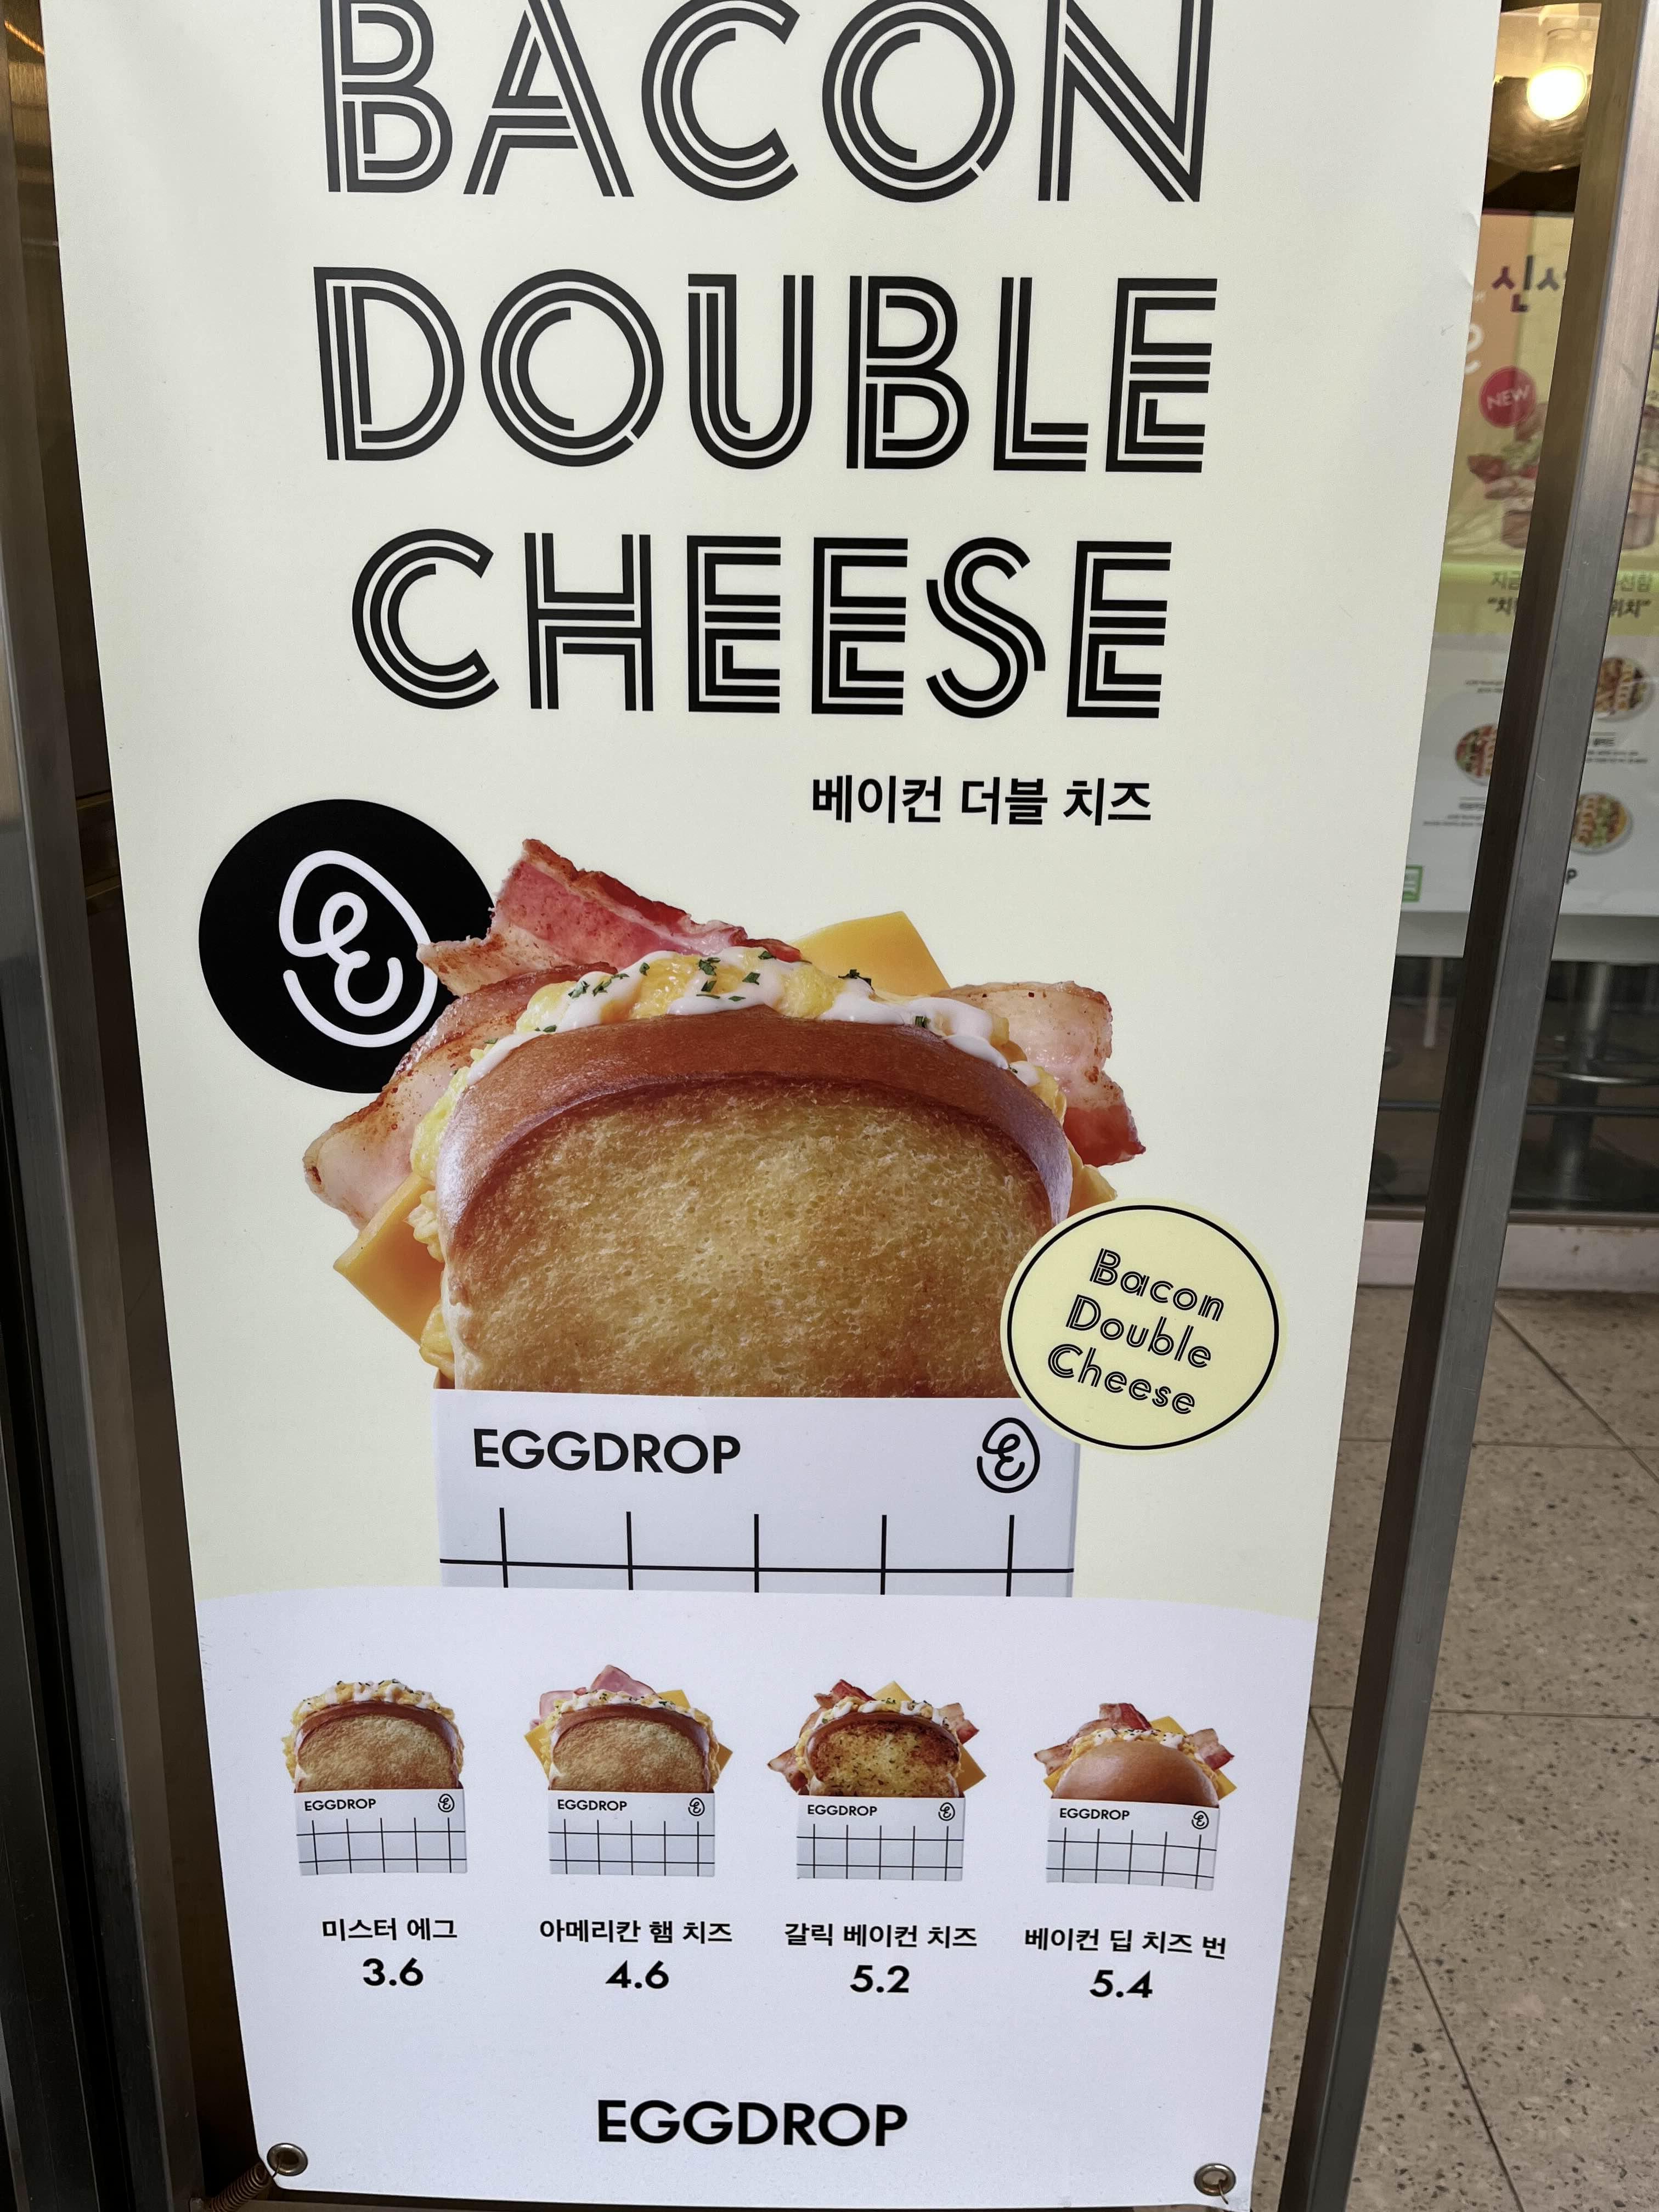 BACON
DOUBLE
CHEESE
베이컨 더블 치즈
Bacon
Double
Cheese
EGGDROP
EGGDROP
EGGDROP
EGGDROP
EGGDROP
미스터 에그
3.6
아메리칸 햄 치즈
4.6
갈릭 베이컨 치즈
5.2
베이컨 딥 치즈 번
5.4
EGGDROP
NEW